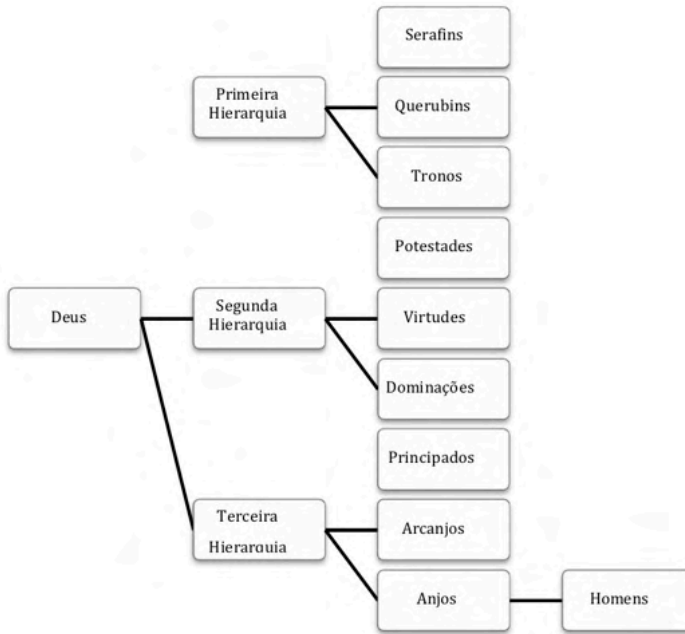 Serafins
Primeira
Hierarquia
Querubins
Tronos
Potestades
Deus
Segunda
Hierarquia
Virtudes
Dominações
Principados
Terceira
Hierarquia
Arcanjos
Anjos
Homens